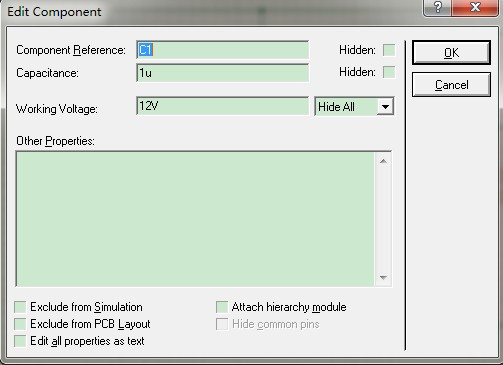 Edit Component
Component Reference: C1 Hidden: OK
Capacitance: 1u Hidden: Cancel
Working Voltage: 12V Hide All
Other Properties:
Exclude from Simulation Attach hierarchy module
Exclude from PCB Layout Hide common pins
Edit all properties as text